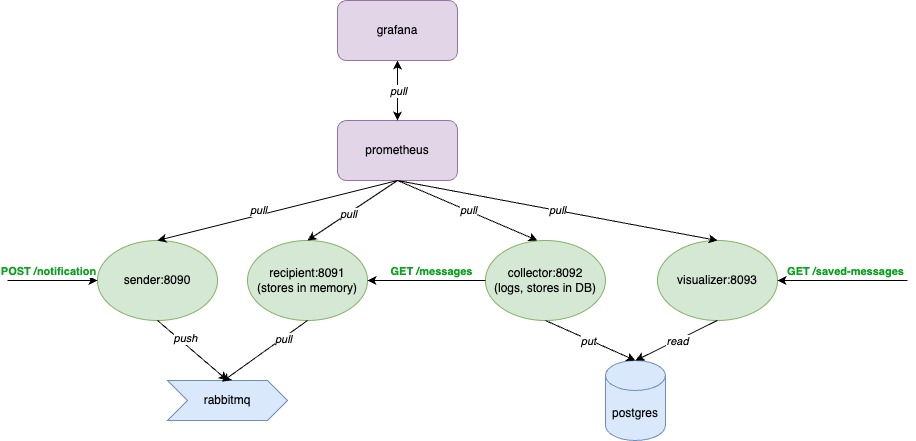 grafana
pull
prometheus
pull
pull
pull
pull
POST /notification
sender:8090
recipient:8091
(stores in memory)
GET /messages
collector:8092
(logs, stores in DB)
visualizer:8093
GET /saved-messages
push
pull
put
read
rabbitmq
postgres